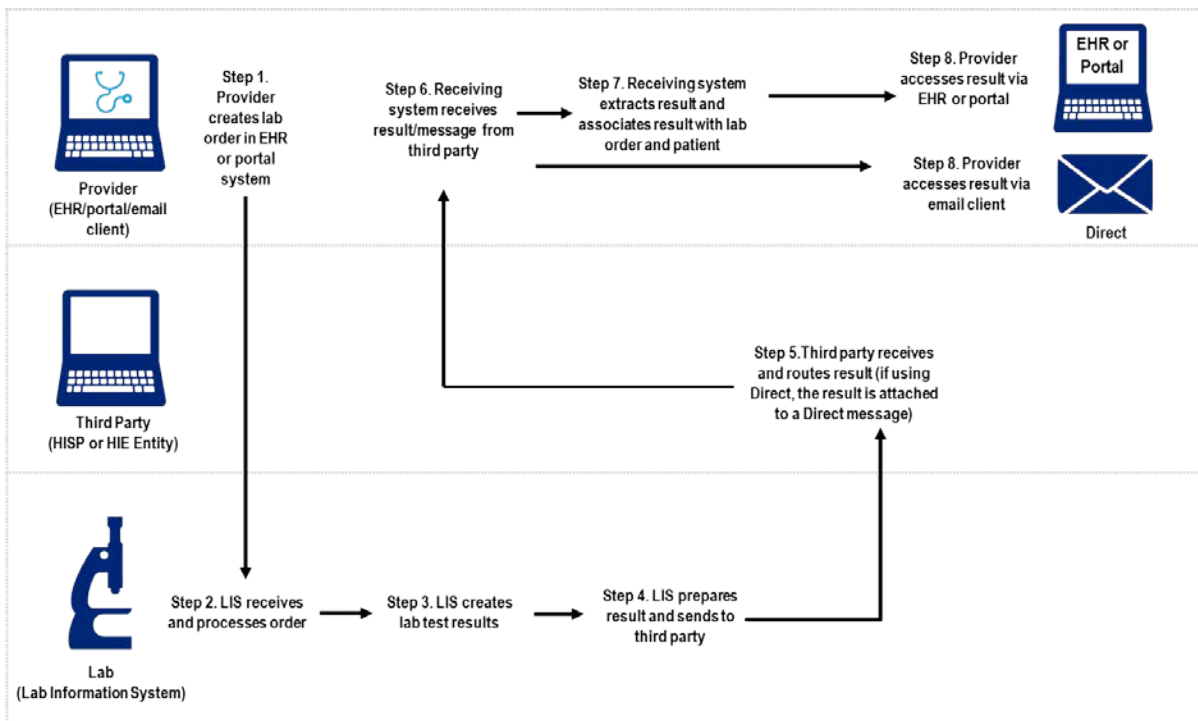 Provider
(EHR/portal/email
client)
Step 1.
Provider
creates lab
order in EHR
or portal
system
Step 6. Receiving
system receives
result/message from
third party
Step 7. Receiving system
extracts result and
associates result with lab
order and patient
Step 8. Provider
accesses result via
EHR or portal
EHR or
Portal
Step 8. Provider
accesses result via
email client
Direct
Third Party
(HISP or HIE Entity)
Step 5.Third party receives
and routes result (if using
Direct, the result is attached
to a Direct message)
Lab
(Lab Information System)
Step 2. LIS receives
and processes order
Step 3. LIS creates
lab test results
Step 4. LIS prepares
result and sends to
third party